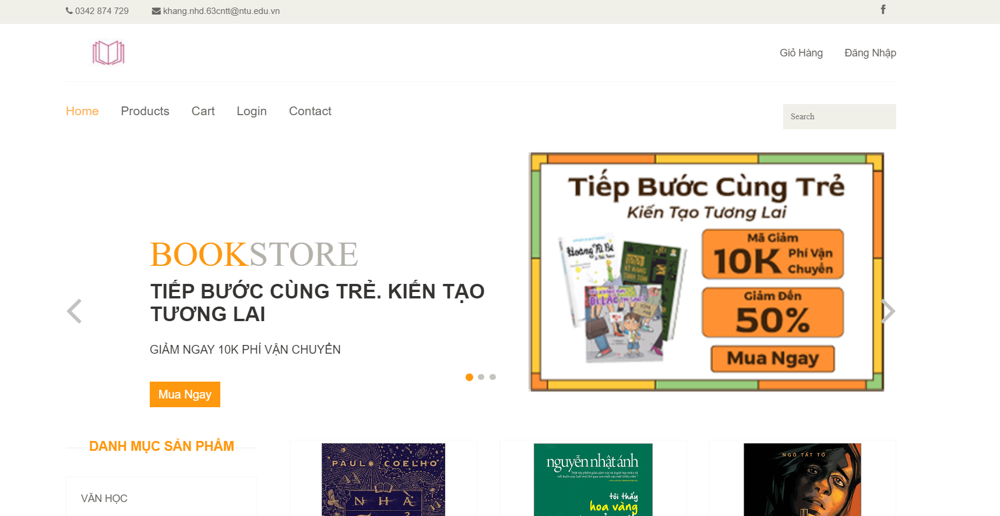 0342 874 729
khang.nhd.63cntt@ntu.edu.vn
Giỏ Hàng
Đăng Nhập
Home
Products
Cart
Login
Contact
Search
BOOKSTORE
TIẾP BƯỚC CÙNG TRẺ. KIẾN TẠO
TƯƠNG LAI
GIẢM NGAY 10K PHÍ VẬN CHUYỂN
Mua Ngay
Tiếp Bước Cùng Trẻ
Kiến Tạo Tương Lai
Hoàng Tử Bé
Mã Giảm
10K Phí Vận
Chuyển
Giảm Đến
50%
Mua Ngay
DANH MỤC SẢN PHẨM
VĂN HỌC
PAULO COELHO
NHÀ
nguyễn nhật ánh
tôi thấy
hoa vàng
NGÔ TẤT TỐ